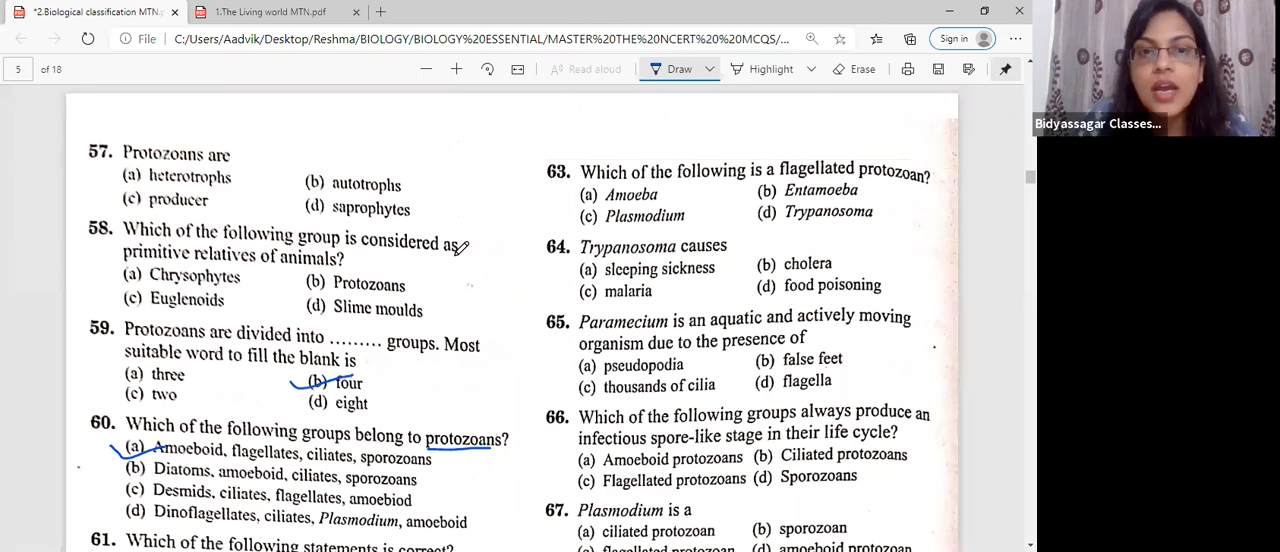 *2.Biological classification MTN.p
1.The Living world MTN.pdf
File
C:/Users/Aadvik/Desktop/Reshma/BIOLOGY/BIOLOGY%20ESSENTIAL/MASTER%20THE%20NCERT%20%20MCQS/...
Sign in
5 of 18
Read aloud
Draw
Highlight
Erase
Bidyassagar Classes...
57. Protozoans are
(a) heterotrophs (b) autotrophs
(c) producer (d) saprophytes
58. Which of the following group is considered as
primitive relatives of animals?
(a) Chrysophytes (b) Protozoans
(c) Euglenoids (d) Slime moulds
59. Protozoans are divided into ......... groups. Most
suitable word to fill the blank is
(a) three (b) four
(c) two (d) eight
60. Which of the following groups belong to protozoans?
(a) Amoeboid, flagellates, ciliates, sporozoans
(b) Diatoms, amoeboid, ciliates, sporozoans
(c) Desmids, ciliates, flagellates, amoebiod
(d) Dinoflagellates, ciliates, Plasmodium, amoeboid
61. Which of the following statements is correct?
63. Which of the following is a flagellated protozoan?
(a) Amoeba (b) Entamoeba
(c) Plasmodium (d) Trypanosoma
64. Trypanosoma causes
(a) sleeping sickness (b) cholera
(c) malaria (d) food poisoning
65. Paramecium is an aquatic and actively moving
organism due to the presence of
(a) pseudopodia (b) false feet
(c) thousands of cilia (d) flagella
66. Which of the following groups always produce an
infectious spore-like stage in their life cycle?
(a) Amoeboid protozoans (b) Ciliated protozoans
(c) Flagellated protozoans (d) Sporozoans
67. Plasmodium is a
(a) ciliated protozoan (b) sporozoan
(c) flagellated protozoan (d) amoeboid protozoan